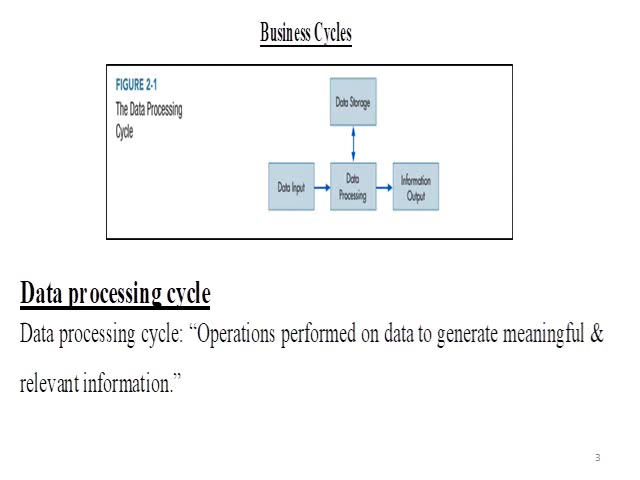 Business Cycles
FIGURE 2-1
The Data Processing
Cycle
Data Storage
Data Input
Data
Processing
Information
Output
Data processing cycle
Data processing cycle: “Operations performed on data to generate meaningful &
relevant information.”
3